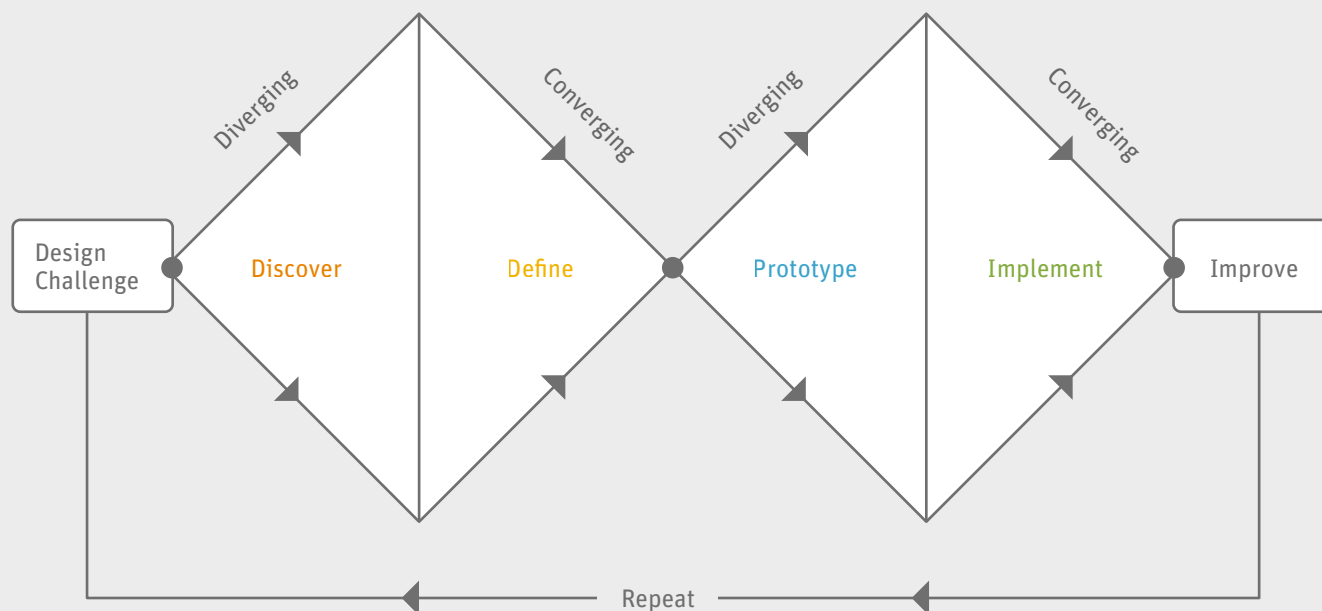 Diverging
Converging
Diverging
Converging
Design
Challenge
Discover
Define
Prototype
Implement
Improve
Repeat